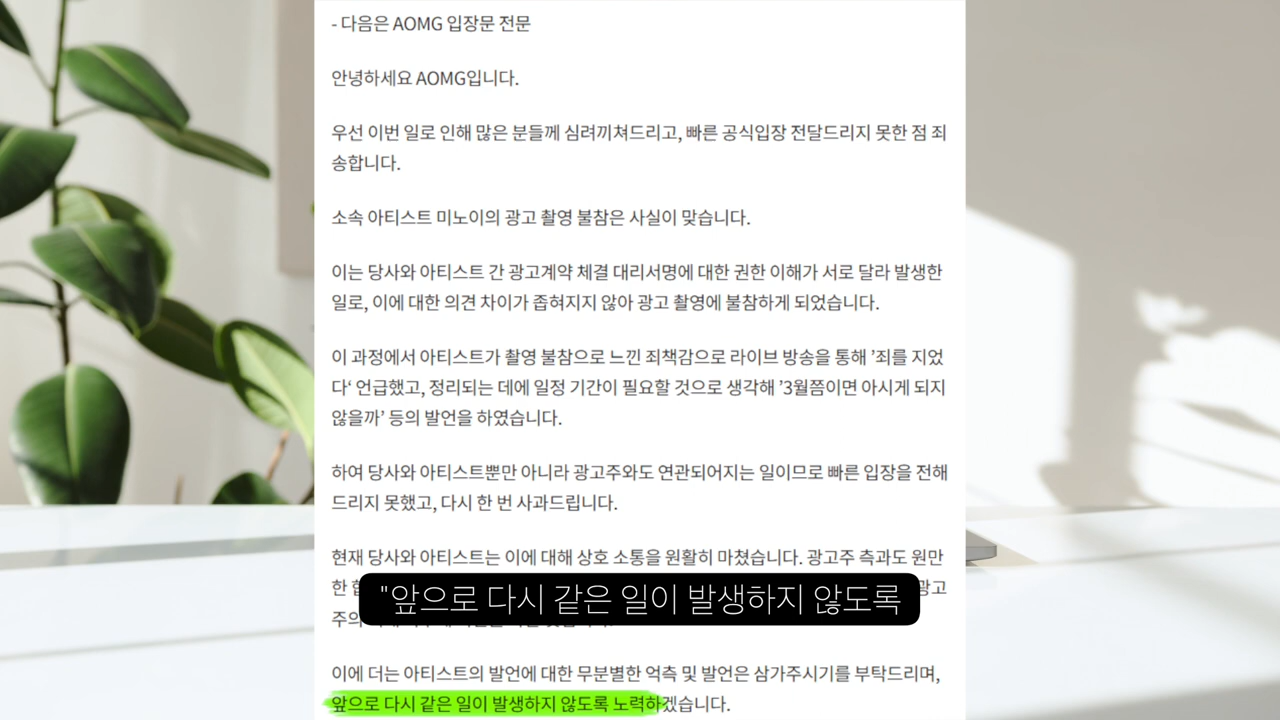 - 다음은 AOMG 입장문 전문
안녕하세요 AOMG입니다.
우선 이번 일로 인해 많은 분들께 심려끼쳐드리고, 빠른 공식입장 전달드리지 못한 점 죄
송합니다.
소속 아티스트 미노이의 광고 촬영 불참은 사실이 맞습니다.
이는 당사와 아티스트 간 광고계약 체결 대리서명에 대한 권한 이해가 서로 달라 발생한
일로, 이에 대한 의견 차이가 좁혀지지 않아 광고 촬영에 불참하게 되었습니다.
이 과정에서 아티스트가 촬영 불참으로 느낀 죄책감으로 라이브 방송을 통해 ’죄를 지었
다‘ 언급했고, 정리되는 데에 일정 기간이 필요할 것으로 생각해 ’3월쯤이면 아시게 되지
않을까’ 등의 발언을 하였습니다.
하여 당사와 아티스트뿐만 아니라 광고주와도 연관되어지는 일이므로 빠른 입장을 전해
드리지 못했고, 다시 한 번 사과드립니다.
현재 당사와 아티스트는 이에 대해 상호 소통을 원활히 마쳤습니다. 광고주 측과도 원만
한
광고
"앞으로 다시 같은 일이 발생하지 않도록
주의
이에 더는 아티스트의 발언에 대한 무분별한 억측 및 발언은 삼가주시기를 부탁드리며,
앞으로 다시 같은 일이 발생하지 않도록 노력하겠습니다.